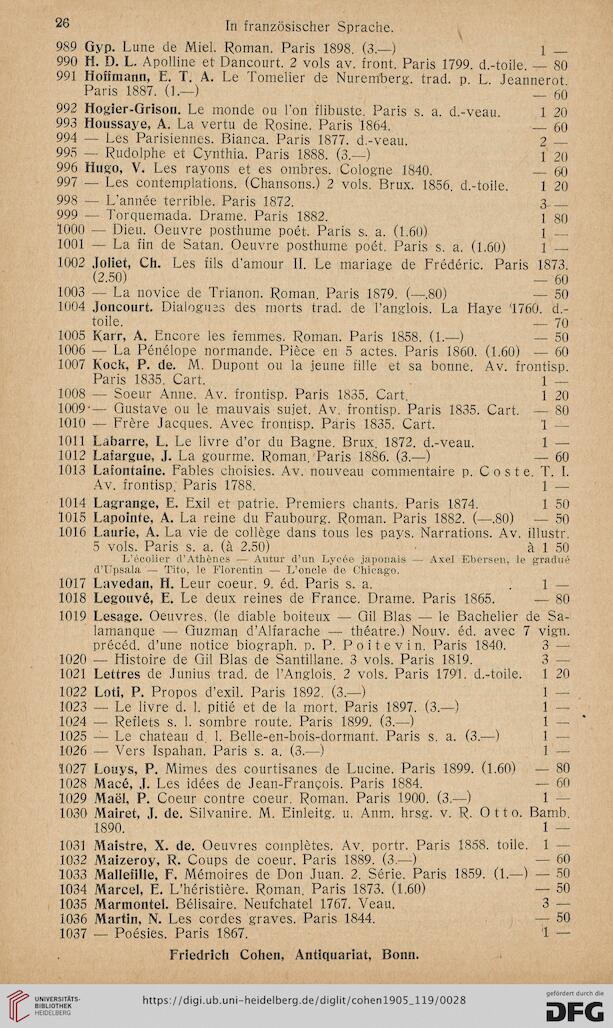 26
In französischer Sprache.
989 Gyp. Lune de Miel. Roman. Paris 1898. (3.—) 1 —
990 H. D. L. Apolline et Dancourt. 2 vols av. front. Paris 1799. d.-toile. — 80
991 Hoffmann, E. T. A. Le Tomelier de Nuremberg. trad. p. L. Jeannerot.
Paris 1887. (1.—) — 60
992 Hogier-Grison. Le monde ou l'on flibuste. Paris s. a. d.-veau. 1 20
993 Houssaye, A. La vertu de Rosine. Paris 1864. — 60
994 — Les Parisiennes. Bianca. Paris 1877. d.-veau. 2 —
995 — Rudolphe et Cynthia. Paris 1888. (3.—) 1 20
996 Hugo, V. Les rayons et es ombres. Cologne 1840. — 60
997 — Les contemplations. (Chansons.) 2 vols. Brux. 1856. d.-toile. 1 20
998 — L'année terrible. Paris 1872. 3 —
999 — Torquemada. Drame. Paris 1882. 1 80
1000 — Dieu. Oeuvre posthume poét. Paris s. a. (1.60) 1 —
1001 — La fin de Satan. Oeuvre posthume poét. Paris s. a. (1.60) 1 —
1002 Joliet, Ch. Les fils d'amour II. Le mariage de Frédéric. Paris 1873.
(2.50) — 60
1003 — La novice de Trianon. Roman. Paris 1879. (—.80) — 50
1004 Joncourt. Dialogues des morts trad. de l'anglois. La Haye 1760. d.-
toile. — 70
1005 Karr, A. Encore les femmes. Roman. Paris 1858. (1.—) — 50
1006 — La Pénélope normande. Pièce en 5 actes. Paris 1860. (1.60) — 60
1007 Kock, P. de. M. Dupont ou la jeune fille et sa bonne. Av. frontisp.
Paris 1835. Cart. 1 —
1008 — Soeur Anne. Av. frontisp. Paris 1835. Cart. 1 20
1009 — Gustave ou le mauvais sujet. Av. frontisp. Paris 1835. Cart. — 80
1010 — Frère Jacques. Avec frontisp. Paris 1835. Cart. 1 —
1011 Labarre, L. Le livre d'or du Bagne. Brux. 1872. d.-veau. 1 —
1012 Lafargue, J. La gourme. Roman. Paris 1886. (3.—) — 60
1013 Lafontaine. Fables choisies. Av. nouveau commentaire p. Coste. T. I.
Av. frontisp. Paris 1788. 1 —
1014 Lagrange, E. Exil et patrie. Premiers chants. Paris 1874. 1 50
1015 Lapointe, A. La reine du Faubourg. Roman. Paris 1882. (—.80) — 50
1016 Laurie, A. La vie de collège dans tous les pays. Narrations. Av. illustr.
5 vols. Paris s. a. (à 2.50) à 1 50
L'écolier d'Athènes — Autur d'un Lycée japonais — Axel Ebersen, le gradué
d'Upsala — Tito, le Florentin — L'oncle de Chicago.
1017 Lavedan, H. Leur coeur. 9. éd. Paris s. a. 1 —
1018 Legouvé, E. Le deux reines de France. Drame. Paris 1865. — 80
1019 Lesage. Oeuvres. (le diable boiteux — Gil Blas — le Bachelier de Sa-
lamanque — Guzman d'Alfarache — théatre.) Nouv. éd. avec 7 vign.
précéd. d'une notice biograph. p. P. Poitevin. Paris 1840. 3 —
1020 — Histoire de Gil Blas de Santillane. 3 vols. Paris 1819. 3 —
1021 Lettres de Junius trad. de l'Anglois. 2 vols. Paris 1791. d.-toile. 1 20
1022 Loti, P. Propos d'exil. Paris 1892. (3.—) 1 —
1023 — Le livre d. l. pitié et de la mort. Paris 1897. (3.—) 1 —
1024 — Reflets s. l. sombre route. Paris 1899. (3.—) 1 —
1025 — Le chateau d. l. Belle-en-bois-dormant. Paris s. a. (3.—) 1 —
1026 — Vers Ispahan. Paris s. a. (3.—) 1 —
1027 Louys, P. Mimes des courtisanes de Lucine. Paris 1899. (1.60) — 80
1028 Macé, J. Les idées de Jean-François. Paris 1884. — 60
1029 Maël, P. Coeur contre coeur. Roman. Paris 1900. (3.—) 1 —
1030 Mairet, J. de. Silvanire. M. Einleitg. u. Anm. hrsg. v. R. Otto. Bamb.
1890. 1 —
1031 Maistre, X. de. Oeuvres complètes. Av. portr. Paris 1858. toile. 1 —
1032 Maizeroy, R. Coups de coeur. Paris 1889. (3.—) — 60
1033 Mallefille, F. Mémoires de Don Juan. 2. Série. Paris 1859. (1.—) — 50
1034 Marcel, E. L'héristière. Roman. Paris 1873. (1.60) — 50
1035 Marmontel. Bélisaire. Neufchatel 1767. Veau. 3 —
1036 Martin, N. Les cordes graves. Paris 1844. — 50
1037 — Poésies. Paris 1867. 1 —
Friedrich Cohen, Antiquariat, Bonn.
UNIVERSITÄTS-
BIBLIOTHEK
HEIDELBERG
https://digi.ub.uni-heidelberg.de/diglit/cohen1905_119/0028
gefördert durch die
DFG